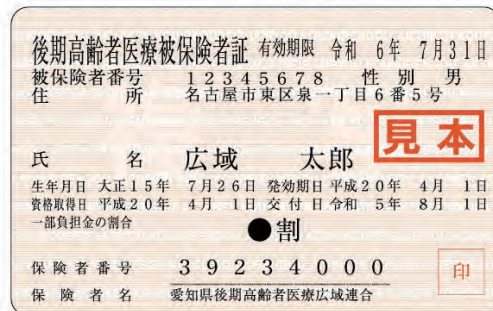 後期高齢者医療被保険者証 有効期限 令和 6年 7月31日
被保険者番号 12345678 性別 男
住所 名古屋市東区泉一丁目6番5号
見本
氏名 広域 太郎
生年月日 大正15年 7月26日 発効期日 平成20年 4月 1日
資格取得日 平成20年 4月 1日 交付日 令和 5年 8月 1日
一部負担金の割合
●割
保険者番号 39234000
印
保険者名 愛知県後期高齢者医療広域連合